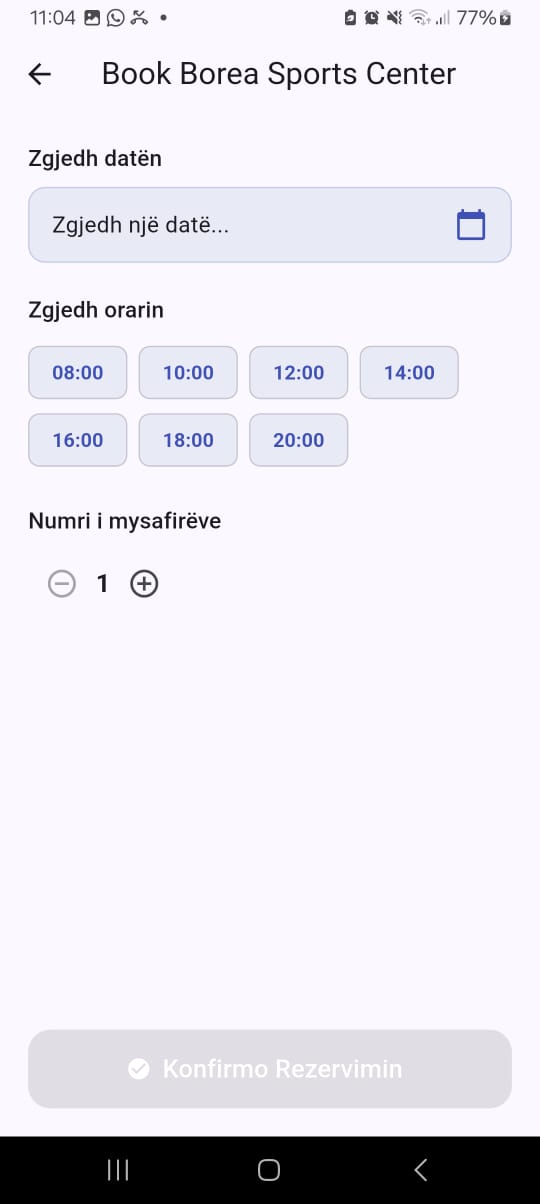 11:04 77%
Book Borea Sports Center
Zgjedh datën
Zgjedh një datë...
Zgjedh orarin
08:00 10:00 12:00 14:00
16:00 18:00 20:00
Numri i mysafirëve
1
Konfirmo Rezervimin